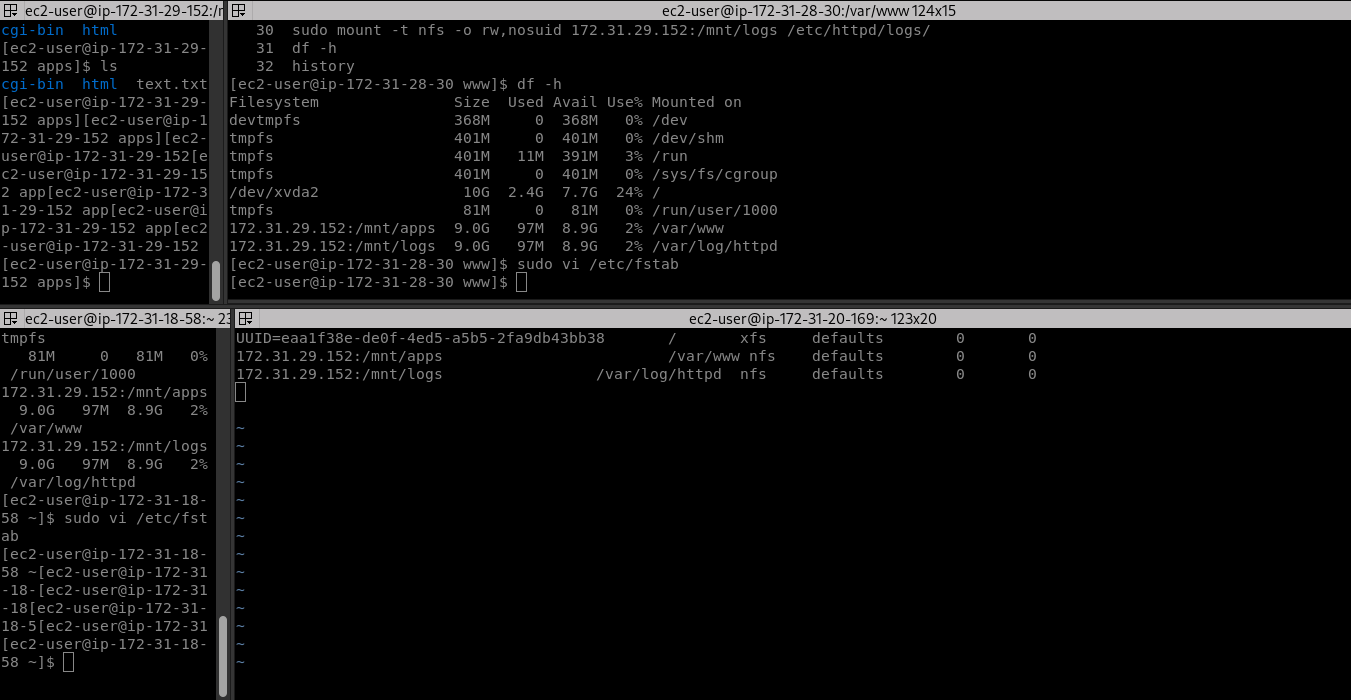 ec2-user@ip-172-31-29-152:/r
cgi-bin  html
[ec2-user@ip-172-31-29-
152 apps]$ ls
cgi-bin  html  text.txt
[ec2-user@ip-172-31-29-
152 apps][ec2-user@ip-1
72-31-29-152 apps][ec2-
user@ip-172-31-29-152[e
c2-user@ip-172-31-29-15
2 app[ec2-user@ip-172-3
1-29-152 app[ec2-user@i
p-172-31-29-152 app[ec2
-user@ip-172-31-29-152
[ec2-user@ip-172-31-29-
152 apps]$
ec2-user@ip-172-31-28-30:/var/www 124x15
   30  sudo mount -t nfs -o rw,nosuid 172.31.29.152:/mnt/logs /etc/httpd/logs/
   31  df -h
   32  history
[ec2-user@ip-172-31-28-30 www]$ df -h
Filesystem               Size  Used Avail Use% Mounted on
devtmpfs                 368M     0  368M   0% /dev
tmpfs                    401M     0  401M   0% /dev/shm
tmpfs                    401M   11M  391M   3% /run
tmpfs                    401M     0  401M   0% /sys/fs/cgroup
/dev/xvda2                10G  2.4G  7.7G  24% /
tmpfs                     81M     0   81M   0% /run/user/1000
172.31.29.152:/mnt/apps  9.0G   97M  8.9G   2% /var/www
172.31.29.152:/mnt/logs  9.0G   97M  8.9G   2% /var/log/httpd
[ec2-user@ip-172-31-28-30 www]$ sudo vi /etc/fstab
[ec2-user@ip-172-31-28-30 www]$
ec2-user@ip-172-31-18-58:~ 23
tmpfs
   81M     0   81M   0%
 /run/user/1000
172.31.29.152:/mnt/apps
  9.0G   97M  8.9G   2%
 /var/www
172.31.29.152:/mnt/logs
  9.0G   97M  8.9G   2%
 /var/log/httpd
[ec2-user@ip-172-31-18-
58 ~]$ sudo vi /etc/fst
ab
[ec2-user@ip-172-31-18-
58 ~[ec2-user@ip-172-31
-18-[ec2-user@ip-172-31
-18[ec2-user@ip-172-31-
18-5[ec2-user@ip-172-31
[ec2-user@ip-172-31-18-
58 ~]$
ec2-user@ip-172-31-20-169:~ 123x20
UUID=eaa1f38e-de0f-4ed5-a5b5-2fa9db43bb38       /       xfs     defaults        0       0
172.31.29.152:/mnt/apps                         /var/www nfs    defaults        0       0
172.31.29.152:/mnt/logs                 /var/log/httpd  nfs     defaults        0       0
~
~
~
~
~
~
~
~
~
~
~
~
~
~